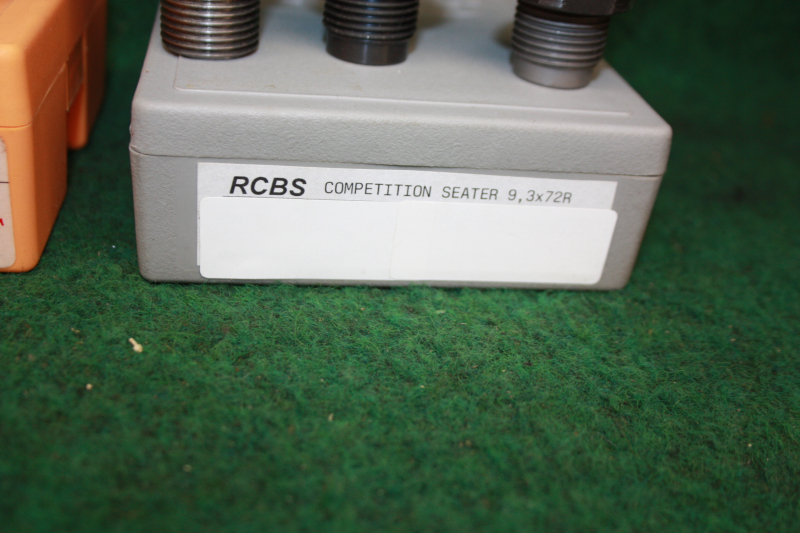 RCBS COMPETITION SEATER 9,3x72R